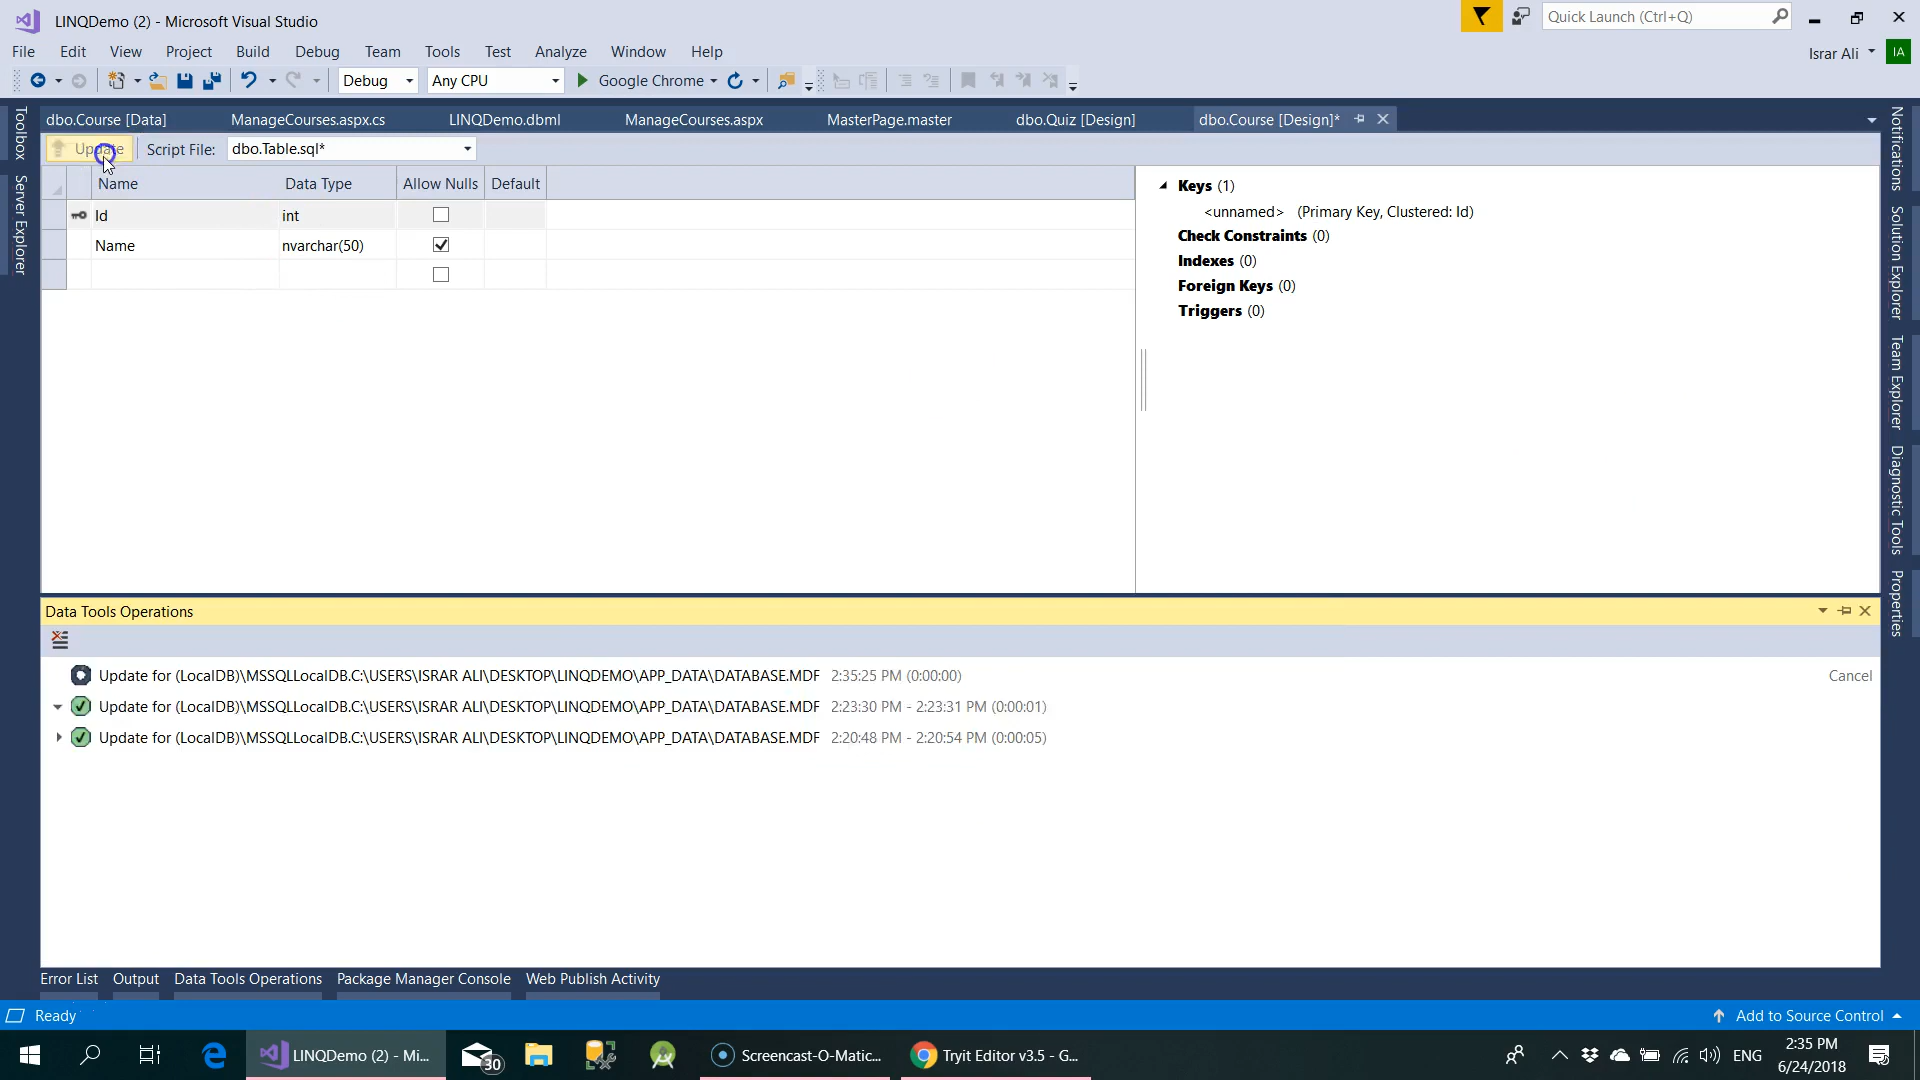 LINQDemo (2) - Microsoft Visual Studio
Quick Launch (Ctrl+Q)
File Edit View Project Build Debug Team Tools Test Analyze Window Help
Israr Ali
IA
Debug
Any CPU
Google Chrome
dbo.Course [Data]
ManageCourses.aspx.cs
LINQDemo.dbml
ManageCourses.aspx
MasterPage.master
dbo.Quiz [Design]
dbo.Course [Design]*
Update
Script File:
dbo.Table.sql*
Toolbox
Server Explorer
Name Data Type Allow Nulls Default
Id int
Name nvarchar(50)
Keys (1)
<unnamed> (Primary Key, Clustered: Id)
Check Constraints (0)
Indexes (0)
Foreign Keys (0)
Triggers (0)
Notifications
Solution Explorer
Team Explorer
Diagnostic Tools
Properties
Data Tools Operations
Update for (LocalDB)\MSSQLLocalDB.C:\USERS\ISRAR ALI\DESKTOP\LINQDEMO\APP_DATA\DATABASE.MDF 2:35:25 PM (0:00:00)
Cancel
Update for (LocalDB)\MSSQLLocalDB.C:\USERS\ISRAR ALI\DESKTOP\LINQDEMO\APP_DATA\DATABASE.MDF 2:23:30 PM - 2:23:31 PM (0:00:01)
Update for (LocalDB)\MSSQLLocalDB.C:\USERS\ISRAR ALI\DESKTOP\LINQDEMO\APP_DATA\DATABASE.MDF 2:20:48 PM - 2:20:54 PM (0:00:05)
Error List Output Data Tools Operations Package Manager Console Web Publish Activity
Ready
Add to Source Control
LINQDemo (2) - Mi...
30
Screencast-O-Matic...
Tryit Editor v3.5 - G...
ENG
2:35 PM
6/24/2018